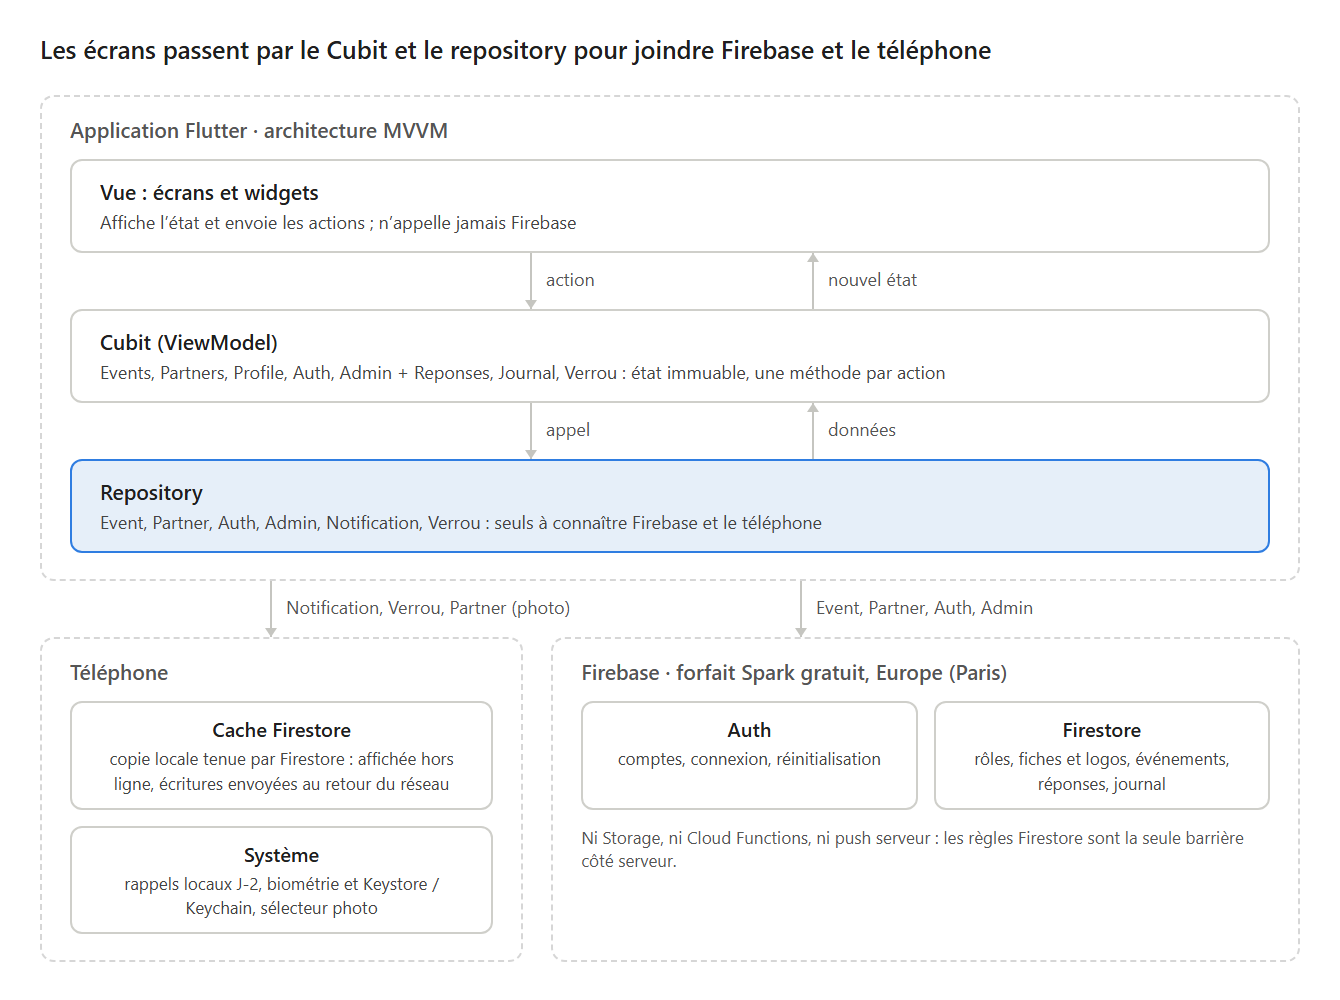 Les écrans passent par le Cubit et le repository pour joindre Firebase et le téléphone
Application Flutter · architecture MVVM
Vue : écrans et widgets
Affiche l’état et envoie les actions ; n’appelle jamais Firebase
action
nouvel état
Cubit (ViewModel)
Events, Partners, Profile, Auth, Admin + Reponses, Journal, Verrou : état immuable, une méthode par action
appel
données
Repository
Event, Partner, Auth, Admin, Notification, Verrou : seuls à connaître Firebase et le téléphone
Notification, Verrou, Partner (photo)
Event, Partner, Auth, Admin
Téléphone
Cache Firestore
copie locale tenue par Firestore : affichée hors
ligne, écritures envoyées au retour du réseau
Système
rappels locaux J-2, biométrie et Keystore /
Keychain, sélecteur photo
Firebase · forfait Spark gratuit, Europe (Paris)
Auth
comptes, connexion, réinitialisation
Firestore
rôles, fiches et logos, événements,
réponses, journal
Ni Storage, ni Cloud Functions, ni push serveur : les règles Firestore sont la seule barrière
côté serveur.